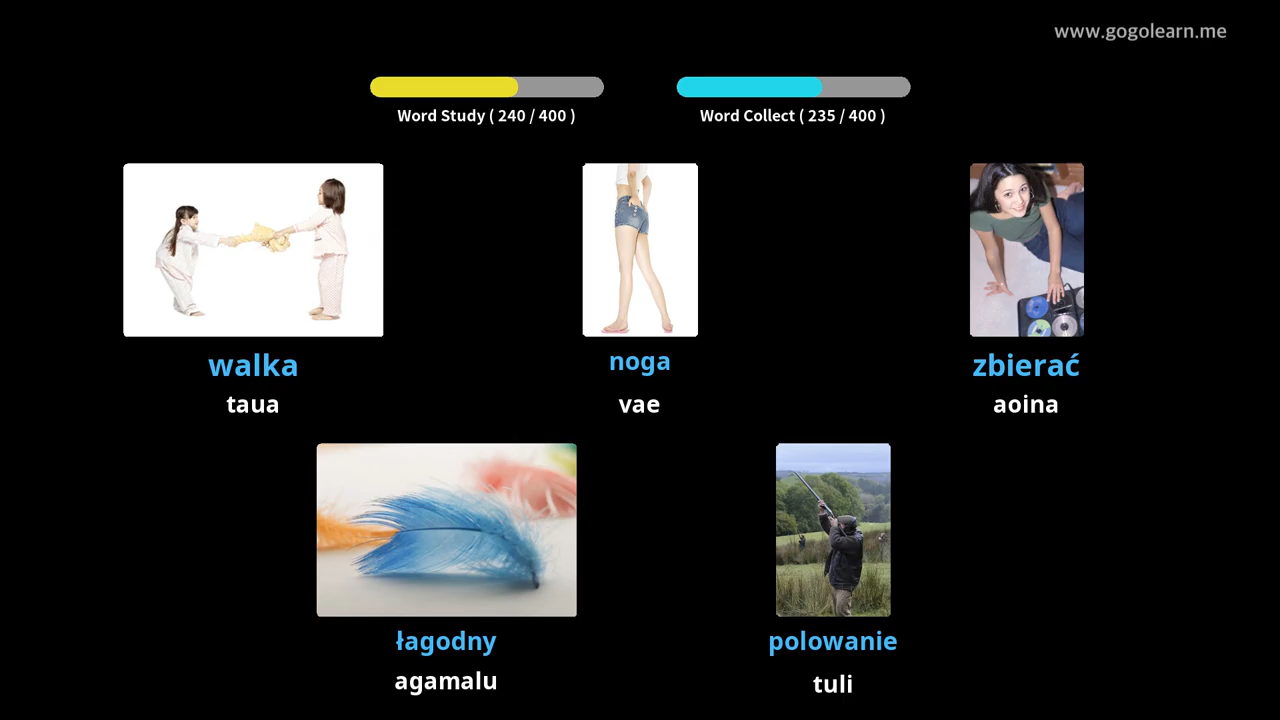 www.gogolearn.me
Word Study ( 240 / 400 )
Word Collect ( 235 / 400 )
walka
taua
noga
vae
zbierać
aoina
łagodny
agamalu
polowanie
tuli